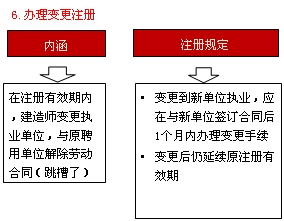 6. 办理变更注册
内涵
在注册有效期内
，建造师变更执
业单位，与原聘
用单位解除劳动
合同（跳槽了）
注册规定
• 变更到新单位执业，应
在与新单位签订合同后
1个月内办理变更手续
• 变更后仍延续原注册有
效期